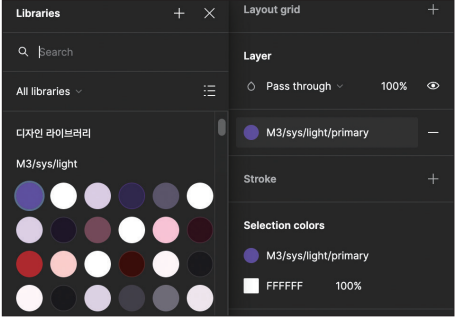 Libraries
Search
All libraries
디자인 라이브러리
M3/sys/light
Layout grid
Layer
Pass through 100%
M3/sys/light/primary
Stroke
Selection colors
M3/sys/light/primary
FFFFFF 100%